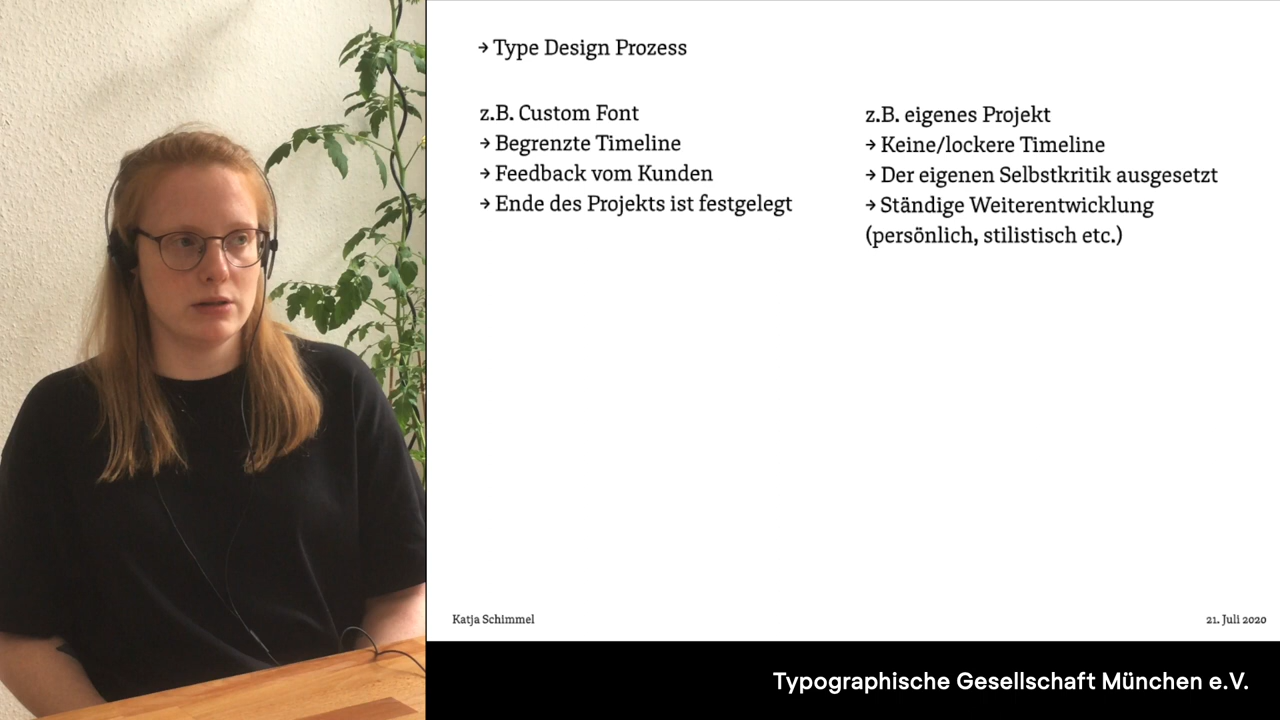 → Type Design Prozess
z.B. Custom Font
→ Begrenzte Timeline
→ Feedback vom Kunden
→ Ende des Projekts ist festgelegt
z.B. eigenes Projekt
→ Keine/lockere Timeline
→ Der eigenen Selbstkritik ausgesetzt
→ Ständige Weiterentwicklung
(persönlich, stilistisch etc.)
Katja Schimmel
21. Juli 2020
Typographische Gesellschaft München e.V.